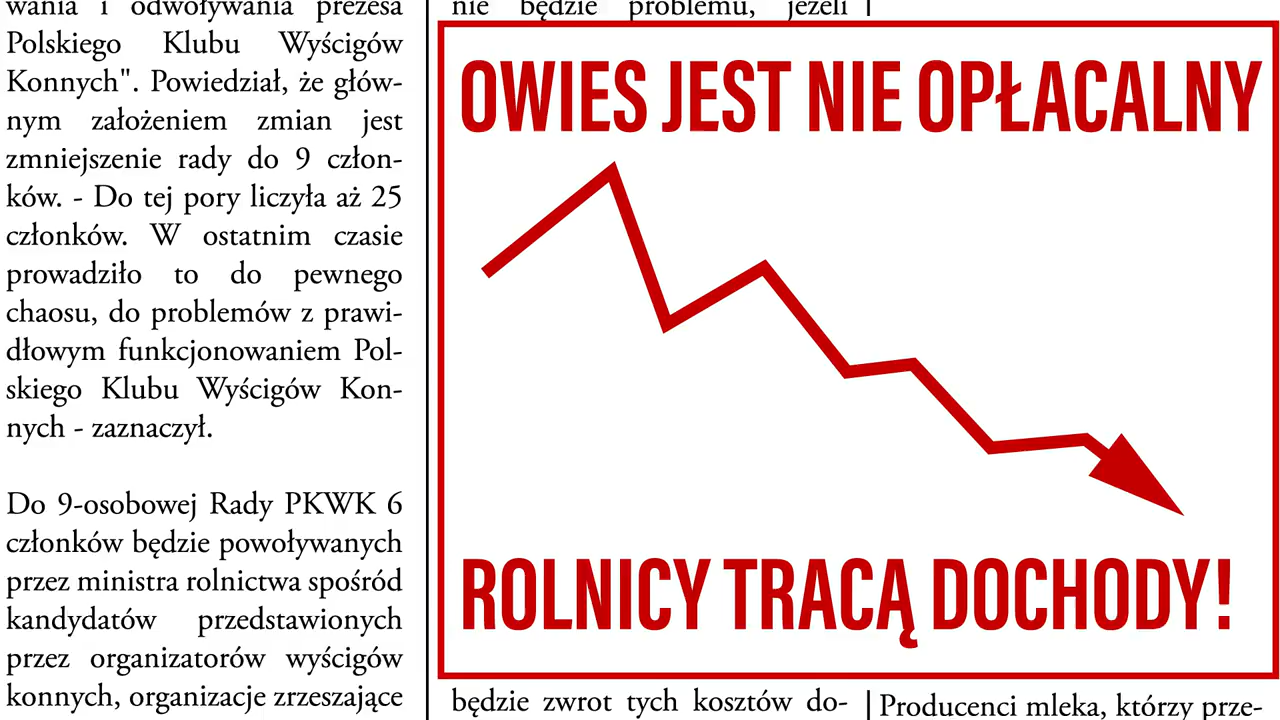 wania i odwoływania prezesa
Polskiego Klubu Wyścigów
Konnych". Powiedział, że głów-
nym założeniem zmian jest
zmniejszenie rady do 9 człon-
ków. - Do tej pory liczyła aż 25
członków. W ostatnim czasie
prowadziło to do pewnego
chaosu, do problemów z prawi-
dłowym funkcjonowaniem Pol-
skiego Klubu Wyścigów Kon-
nych - zaznaczył.
Do 9-osobowej Rady PKWK 6
członków będzie powoływanych
przez ministra rolnictwa spośród
kandydatów przedstawionych
przez organizatorów wyścigów
konnych, organizacje zrzeszające
nie będzie problemu, jeżeli
OWIES JEST NIE OPŁACALNY
ROLNICY TRACĄ DOCHODY!
będzie zwrot tych kosztów do-
Producenci mleka, którzy prze-